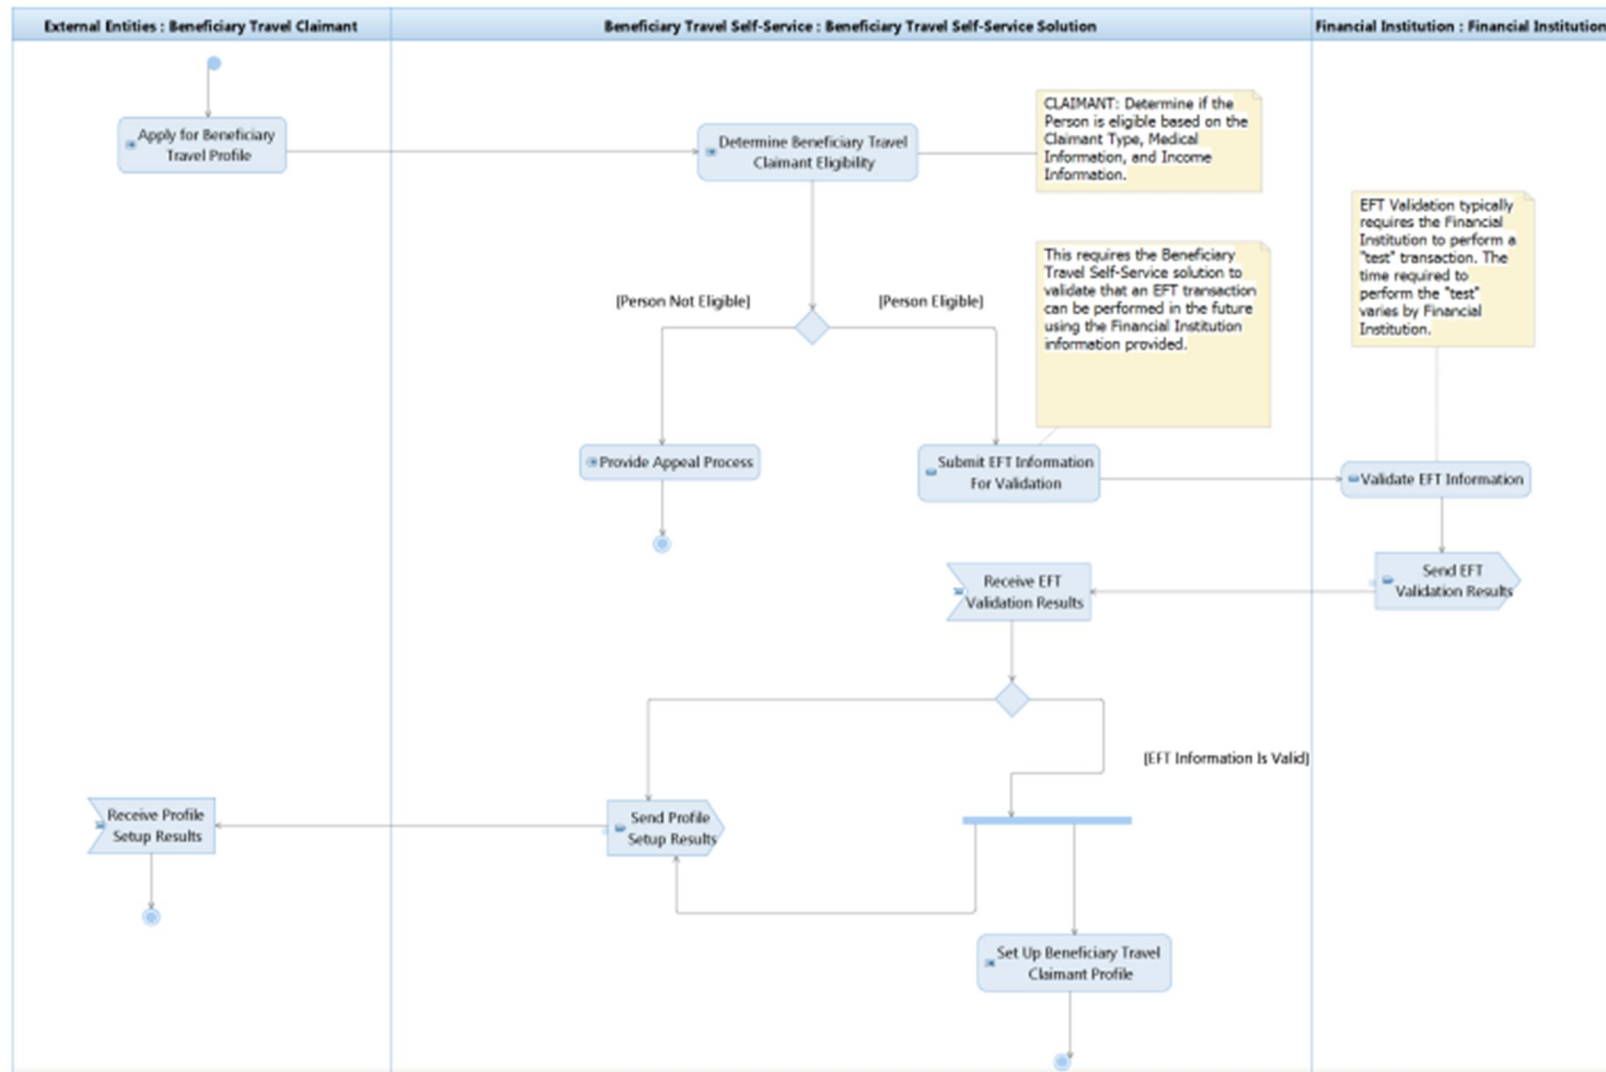 External Entities : Beneficiary Travel Claimant
Beneficiary Travel Self-Service : Beneficiary Travel Self-Service Solution
Financial Institution : Financial Institution
Apply for Beneficiary
Travel Profile
Determine Beneficiary Travel
Claimant Eligibility
CLAIMANT: Determine if the
Person is eligible based on the
Claimant Type, Medical
Information, and Income
Information.
EFT Validation typically
requires the Financial
Institution to perform a
"test" transaction. The
time required to
perform the "test"
varies by Financial
Institution.
This requires the Beneficiary
Travel Self-Service solution to
validate that an EFT transaction
can be performed in the future
using the Financial Institution
information provided.
[Person Not Eligible]
[Person Eligible]
Provide Appeal Process
Submit EFT Information
For Validation
Validate EFT Information
Receive EFT
Validation Results
Send EFT
Validation Results
[EFT Information Is Valid]
Receive Profile
Setup Results
Send Profile
Setup Results
Set Up Beneficiary Travel
Claimant Profile